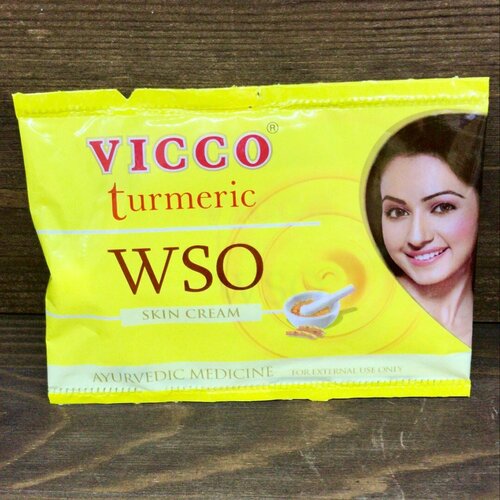 VICCO®
turmeric
WSO
SKIN CREAM
AYURVEDIC MEDICINE FOR EXTERNAL USE ONLY